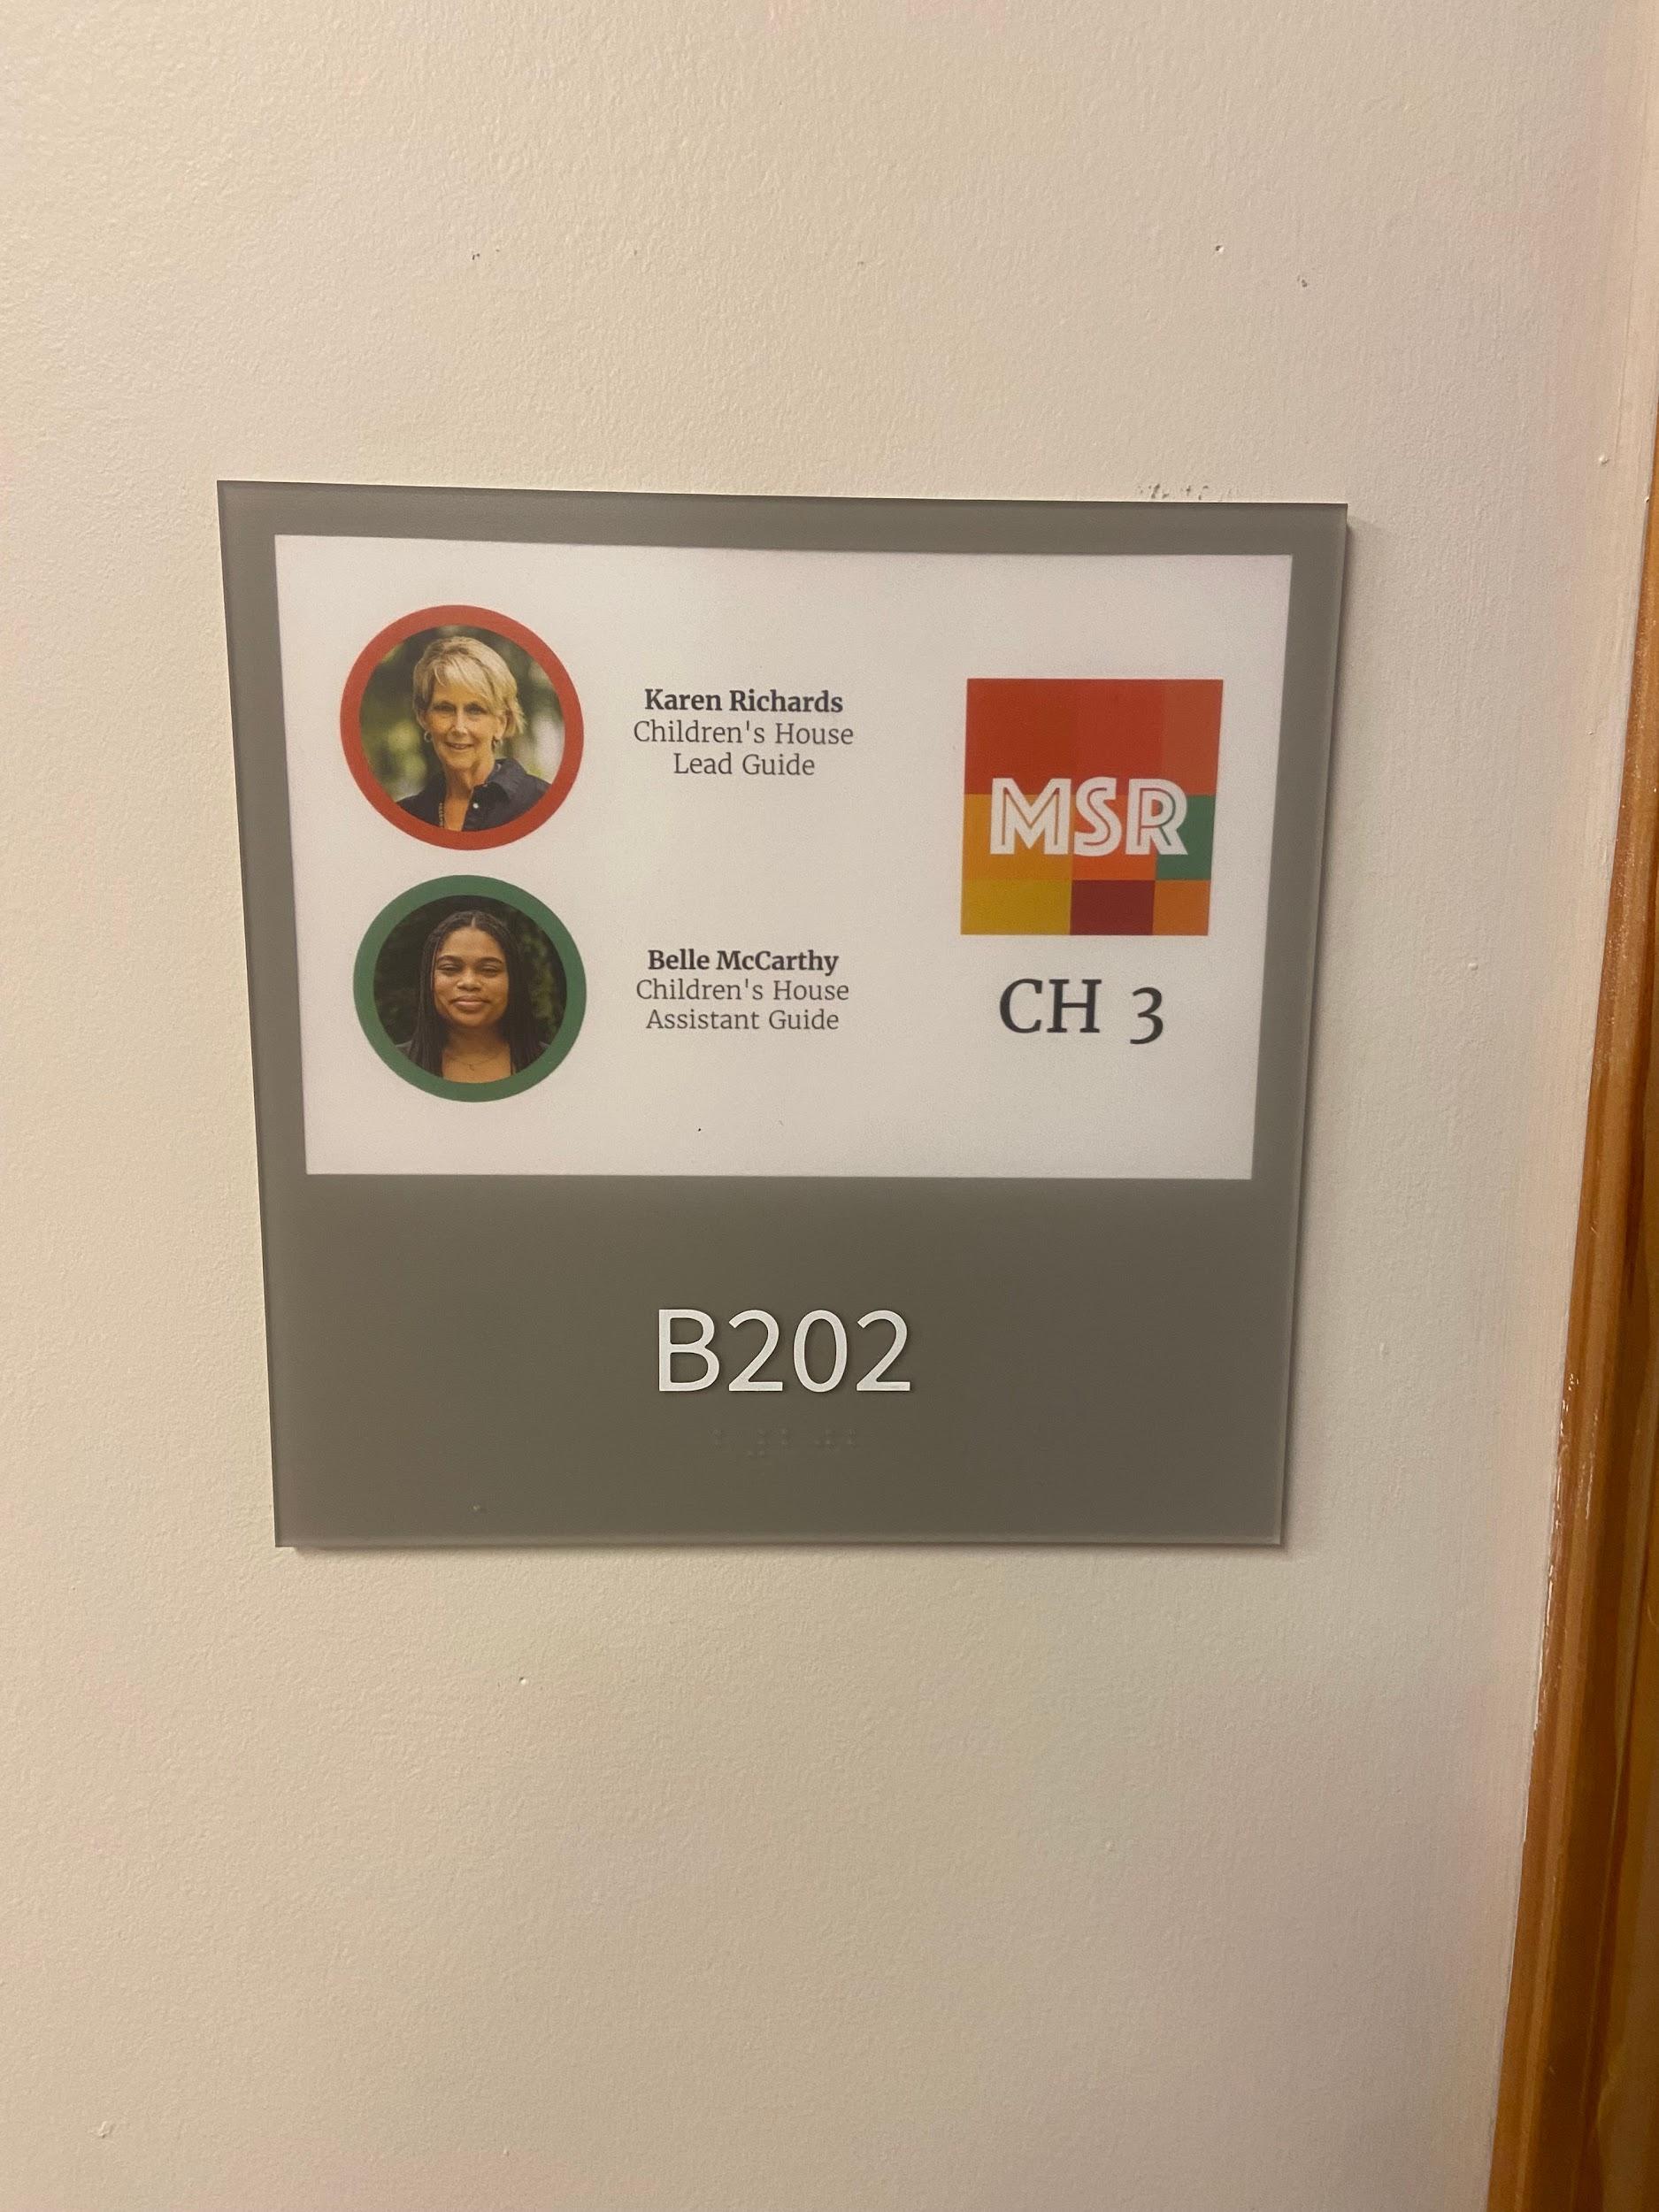 Karen Richards
Children's House
Lead Guide
MSR
Belle McCarthy
Children's House
Assistant Guide
CH 3
B202